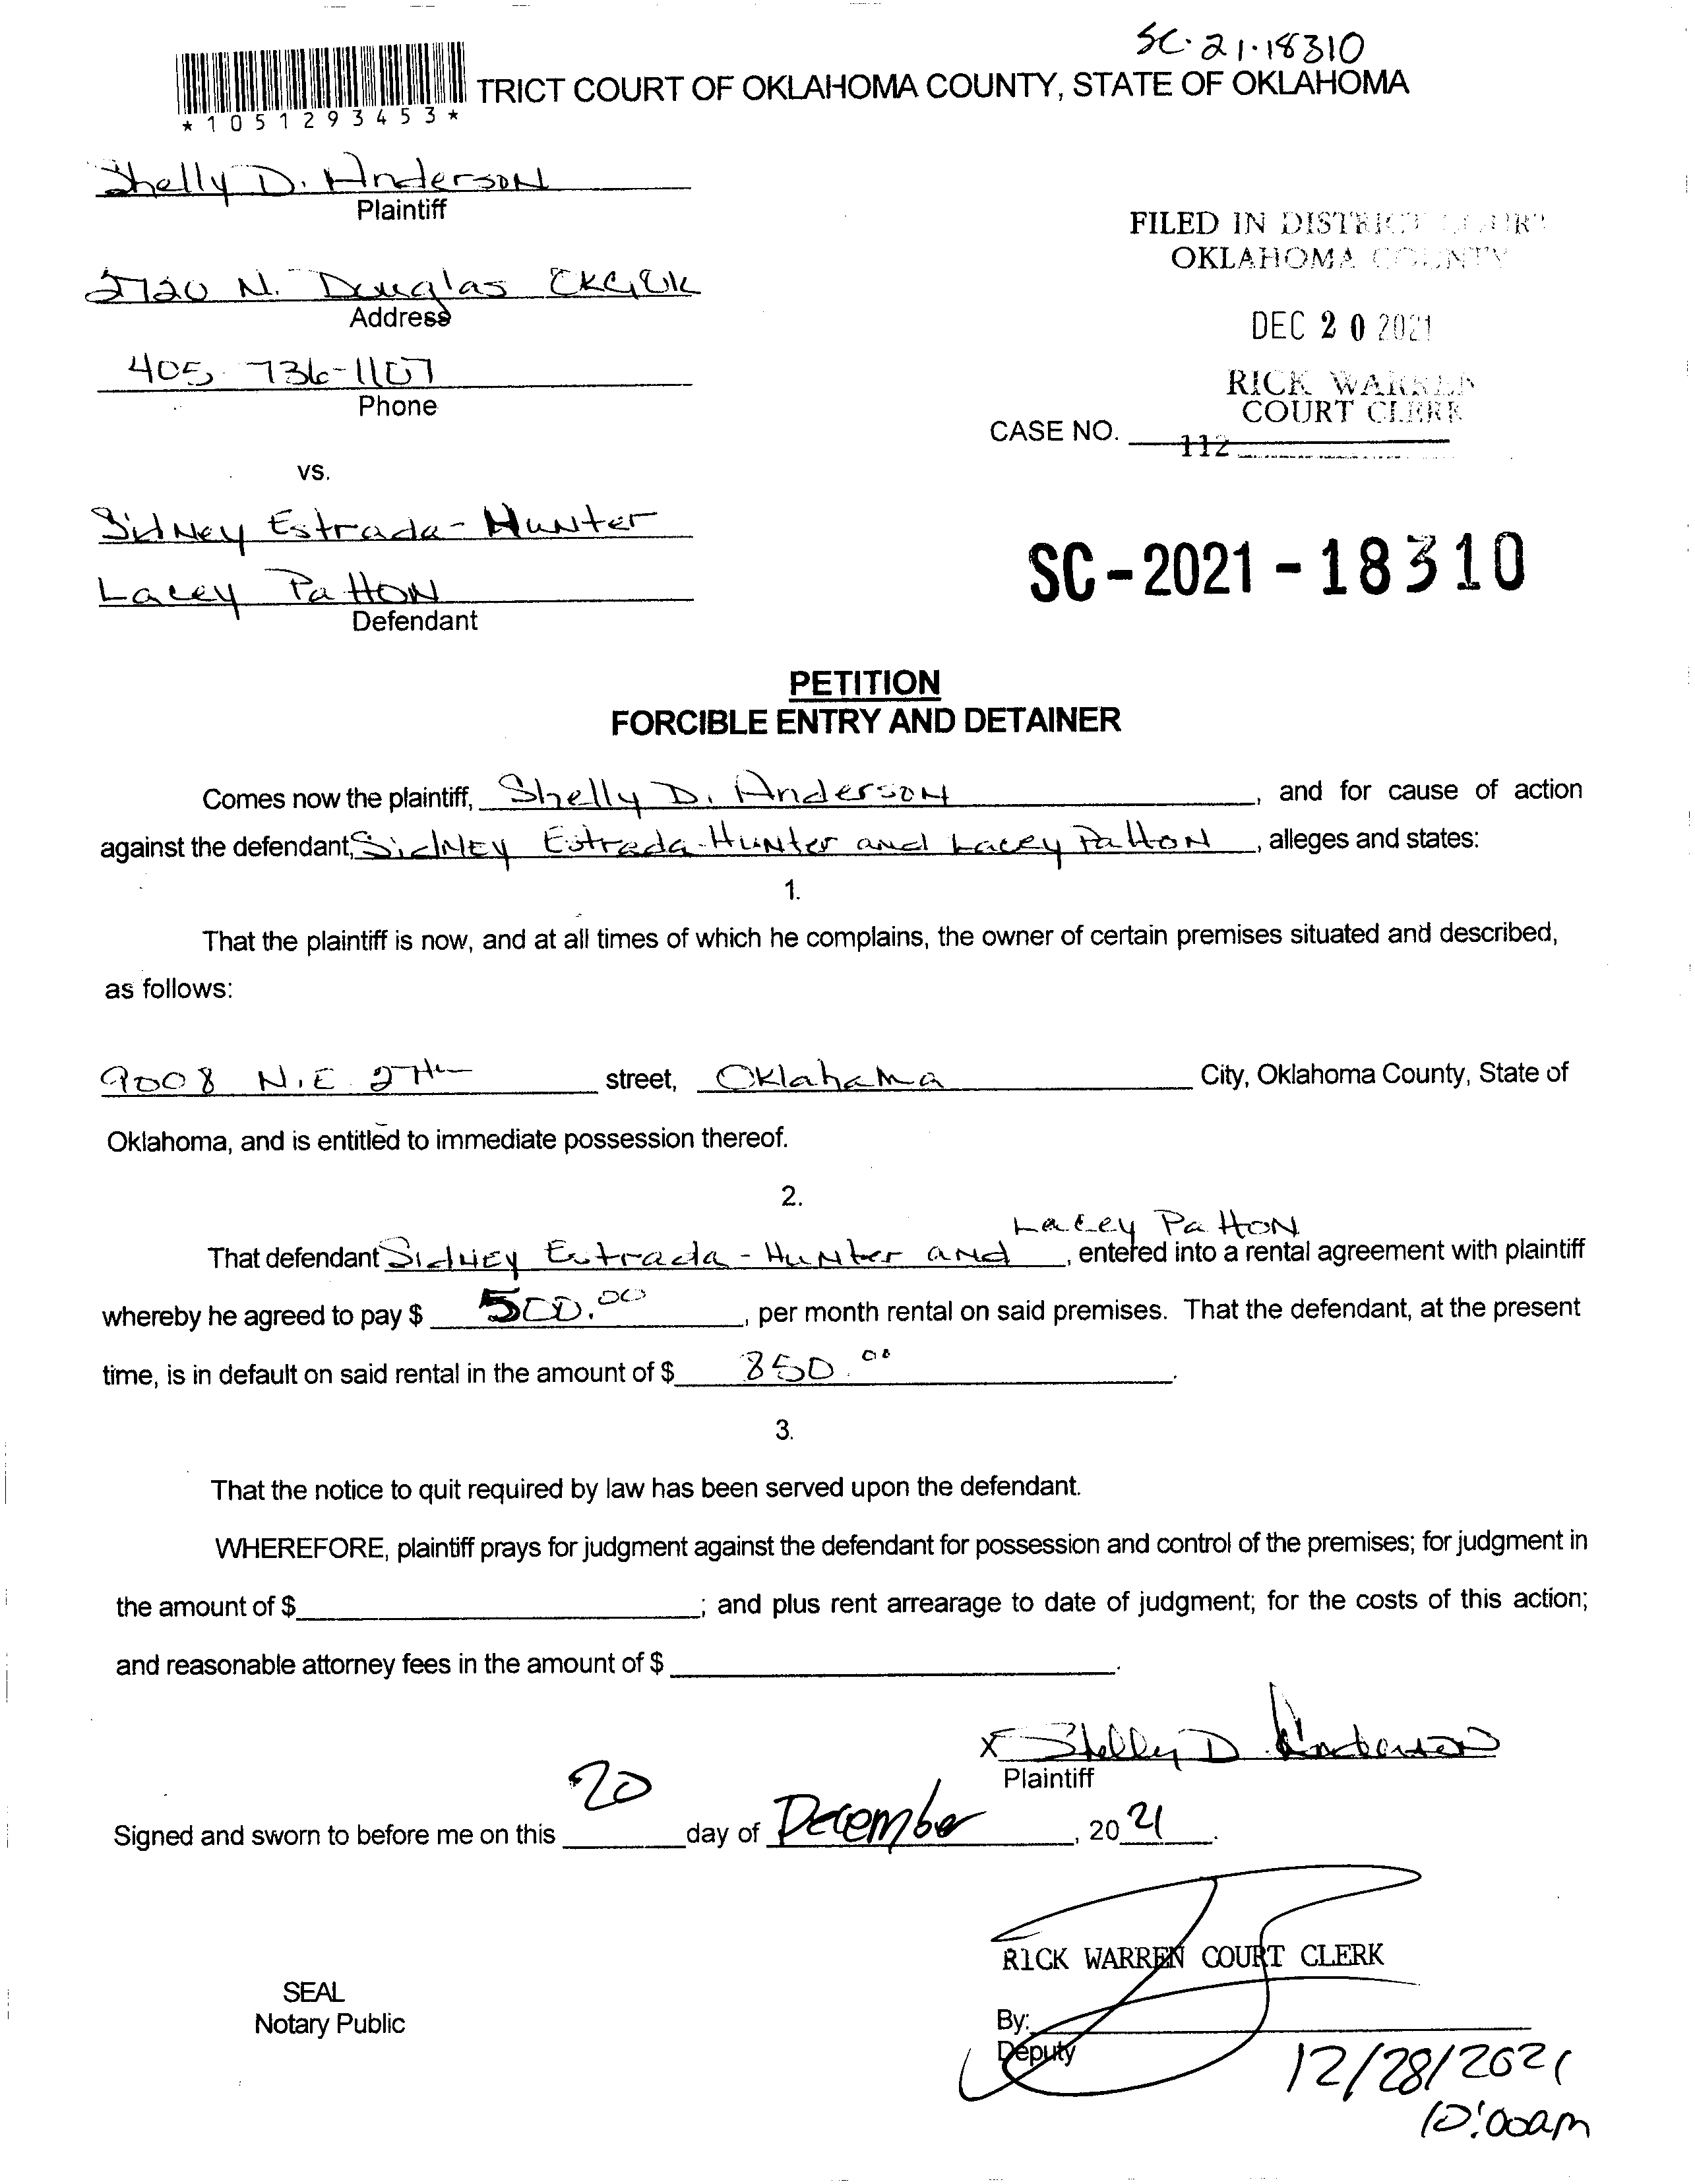 SC-21-18310
TRICT COURT OF OKLAHOMA COUNTY, STATE OF OKLAHOMA
*1051293453*
Shelly D. Anderson
Plaintiff
FILED IN DISTRICT COURT
OKLAHOMA COUNTY
2720 N. Douglas OKC, OK
Address
DEC 20 2021
405-736-1107
Phone
RICK WARREN
COURT CLERK
CASE NO.
112
vs.
Sidney Estrada-Hunter
SC-2021-18310
Lacey Patton
Defendant
PETITION
FORCIBLE ENTRY AND DETAINER
Comes now the plaintiff, Shelly D. Anderson, and for cause of action
against the defendant, Sidney Estrada-Hunter and Lacey Patton, alleges and states:
1.
That the plaintiff is now, and at all times of which he complains, the owner of certain premises situated and described,
as follows:
9008 N.E. 27th street, Oklahoma City, Oklahoma County, State of
Oklahoma, and is entitled to immediate possession thereof.
2.
Lacey Patton
That defendant Sidney Estrada-Hunter and, entered into a rental agreement with plaintiff
whereby he agreed to pay $ 500.00, per month rental on said premises. That the defendant, at the present
time, is in default on said rental in the amount of $ 850.00.
3.
That the notice to quit required by law has been served upon the defendant.
WHEREFORE, plaintiff prays for judgment against the defendant for possession and control of the premises; for judgment in
the amount of $; and plus rent arrearage to date of judgment; for the costs of this action;
and reasonable attorney fees in the amount of $.
x Shelly D Anderson
Plaintiff
Signed and sworn to before me on this 20 day of December, 2021.
RICK WARREN COURT CLERK
SEAL
Notary Public
By:
Deputy
12/28/2021
10:00am